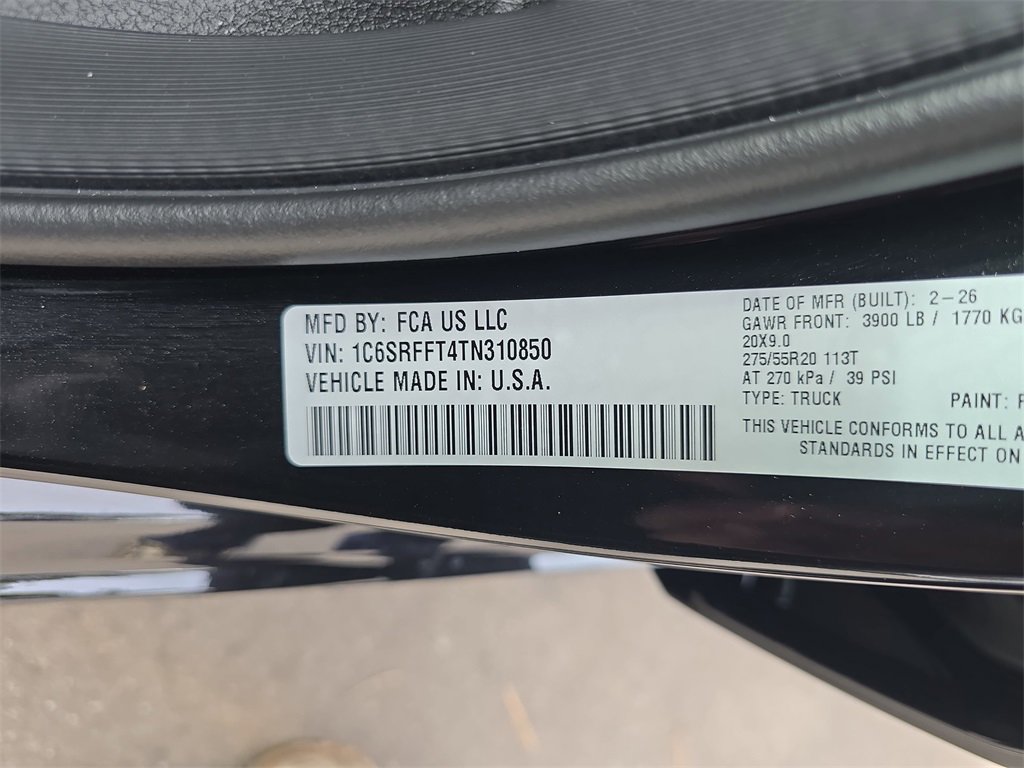 MFD BY: FCA US LLC
VIN: 1C6SRFFT4TN310850
VEHICLE MADE IN: U.S.A.
DATE OF MFR (BUILT): 2-26
GAWR FRONT: 3900 LB / 1770 KG
20X9.0
275/55R20 113T
AT 270 kPa / 39 PSI
TYPE: TRUCK PAINT: P
THIS VEHICLE CONFORMS TO ALL A
STANDARDS IN EFFECT ON